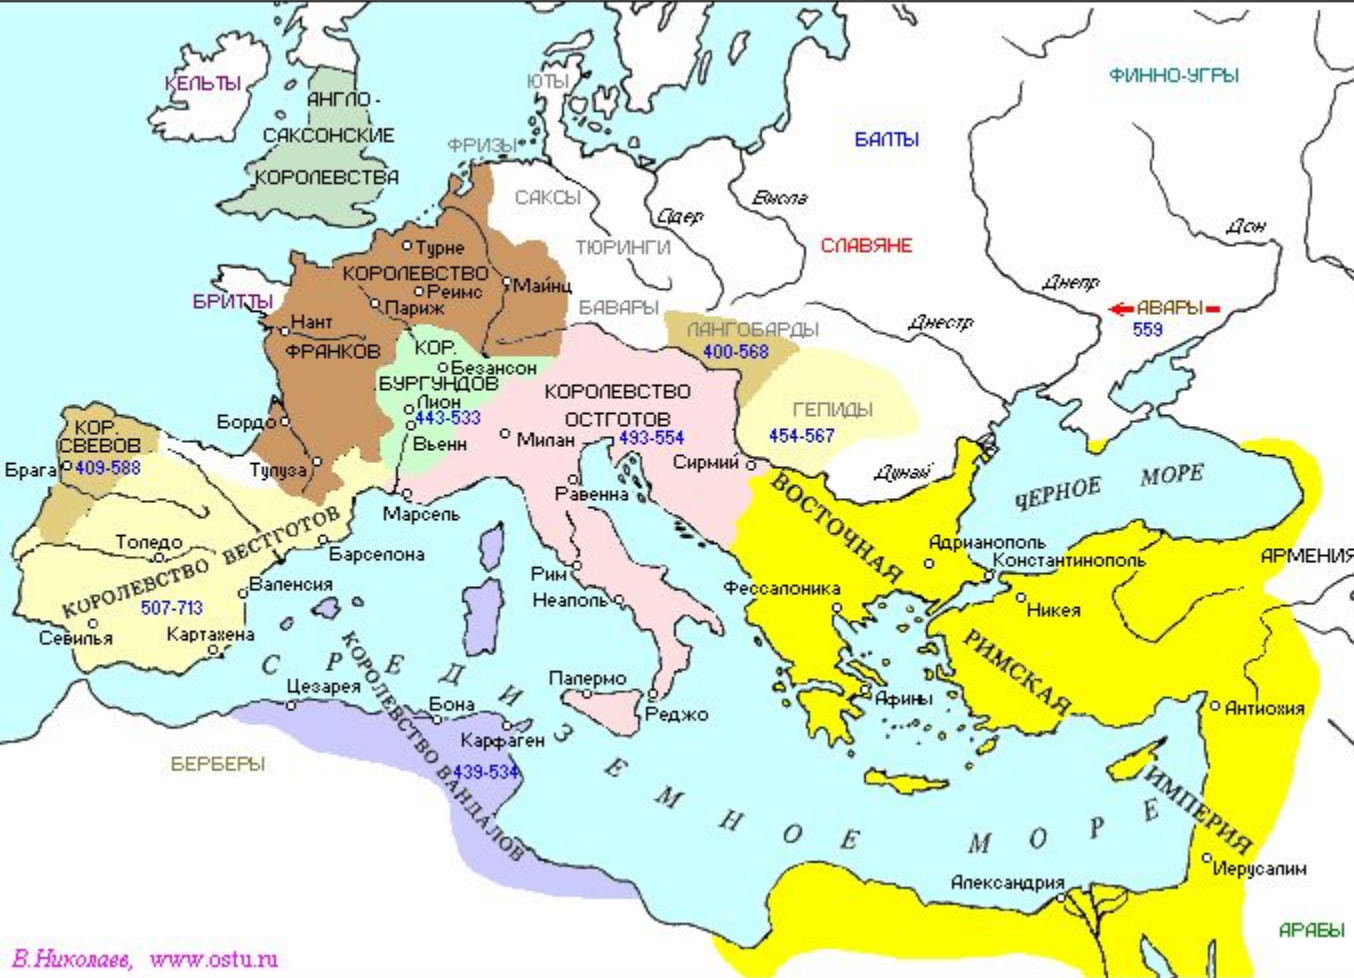 КЕЛЬТЫ
АНГЛО-
САКСОНСКИЕ
КОРОЛЕВСТВА
БРИТТЫ
ЮТЫ
ФРИЗЫ
САКСЫ
ТЮРИНГИ
БАВАРЫ
ФИННО-УГРЫ
БАЛТЫ
СЛАВЯНЕ
Висла
Одер
Дон
Днепр
Днестр
АВАРЫ
559
Турне
КОРОЛЕВСТВО
Реимс
Майнц
Париж
Нант
ФРАНКОВ
Бордо
Тулуза
КОР.
Безансон
БУРГУНДОВ
Лион
443-533
Вьенн
ЛАНГОБАРДЫ
400-568
ГЕПИДЫ
454-567
КОРОЛЕВСТВО
ОСТГОТОВ
493-554
Милан
Сирмий
Равенна
Марсель
Рим
Неаполь
Палермо
Реджо
Дунай
ЧЕРНОЕ МОРЕ
КОР.
СВЕВОВ
Брага
409-588
Толедо
КОРОЛЕВСТВО ВЕСТГОТОВ
507-713
Барселона
Валенсия
Севилья
Картахена
ВОСТОЧНАЯ
РИМСКАЯ
ИМПЕРИЯ
Адрианополь
Константинополь
Фессалоника
Никея
Афины
АРМЕНИЯ
Антиохия
Иерусалим
Александрия
АРАБЫ
СРЕДИЗЕМНОЕ МОРЕ
Цезарея
Бона
Карфаген
КОРОЛЕВСТВО ВАНДАЛОВ
439-534
БЕРБЕРЫ
В.Николаев, www.ostu.ru